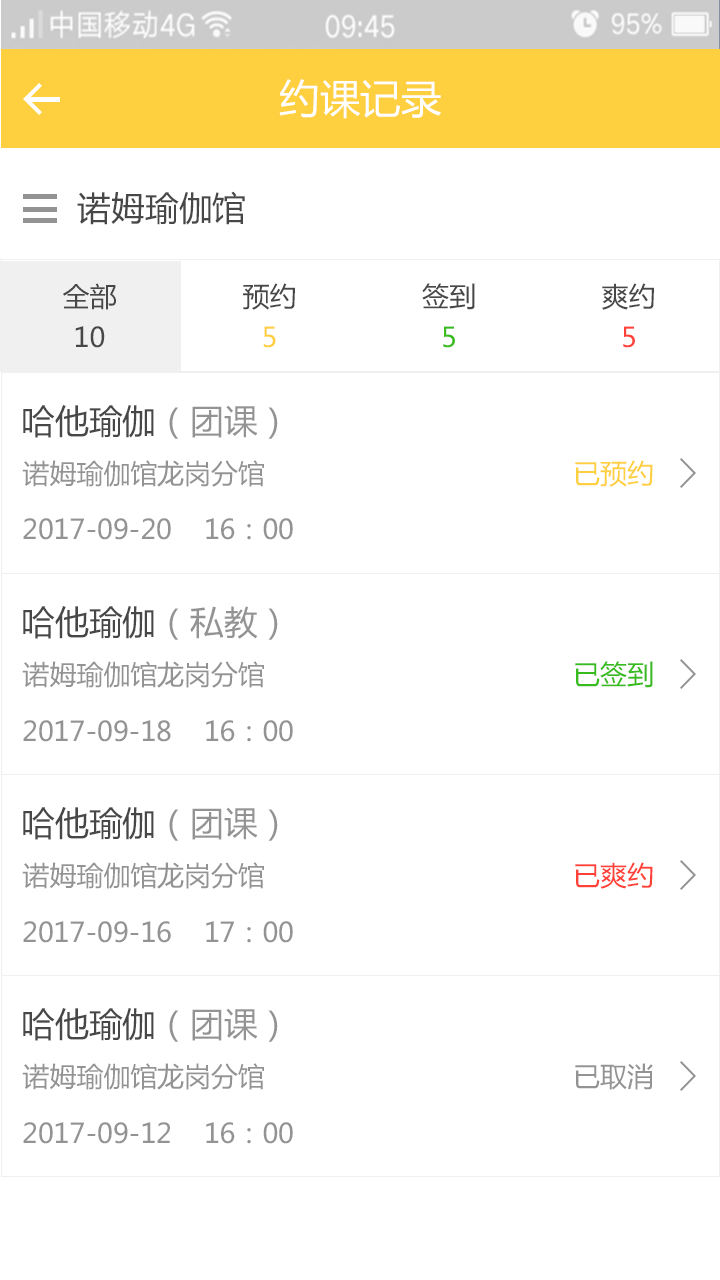 中国移动4G 09:45 95%
约课记录
诺姆瑜伽馆
全部 预约 签到 爽约
10 5 5 5
哈他瑜伽（团课）
诺姆瑜伽馆龙岗分馆 已预约
2017-09-20 16：00
哈他瑜伽（私教）
诺姆瑜伽馆龙岗分馆 已签到
2017-09-18 16：00
哈他瑜伽（团课）
诺姆瑜伽馆龙岗分馆 已爽约
2017-09-16 17：00
哈他瑜伽（团课）
诺姆瑜伽馆龙岗分馆 已取消
2017-09-12 16：00